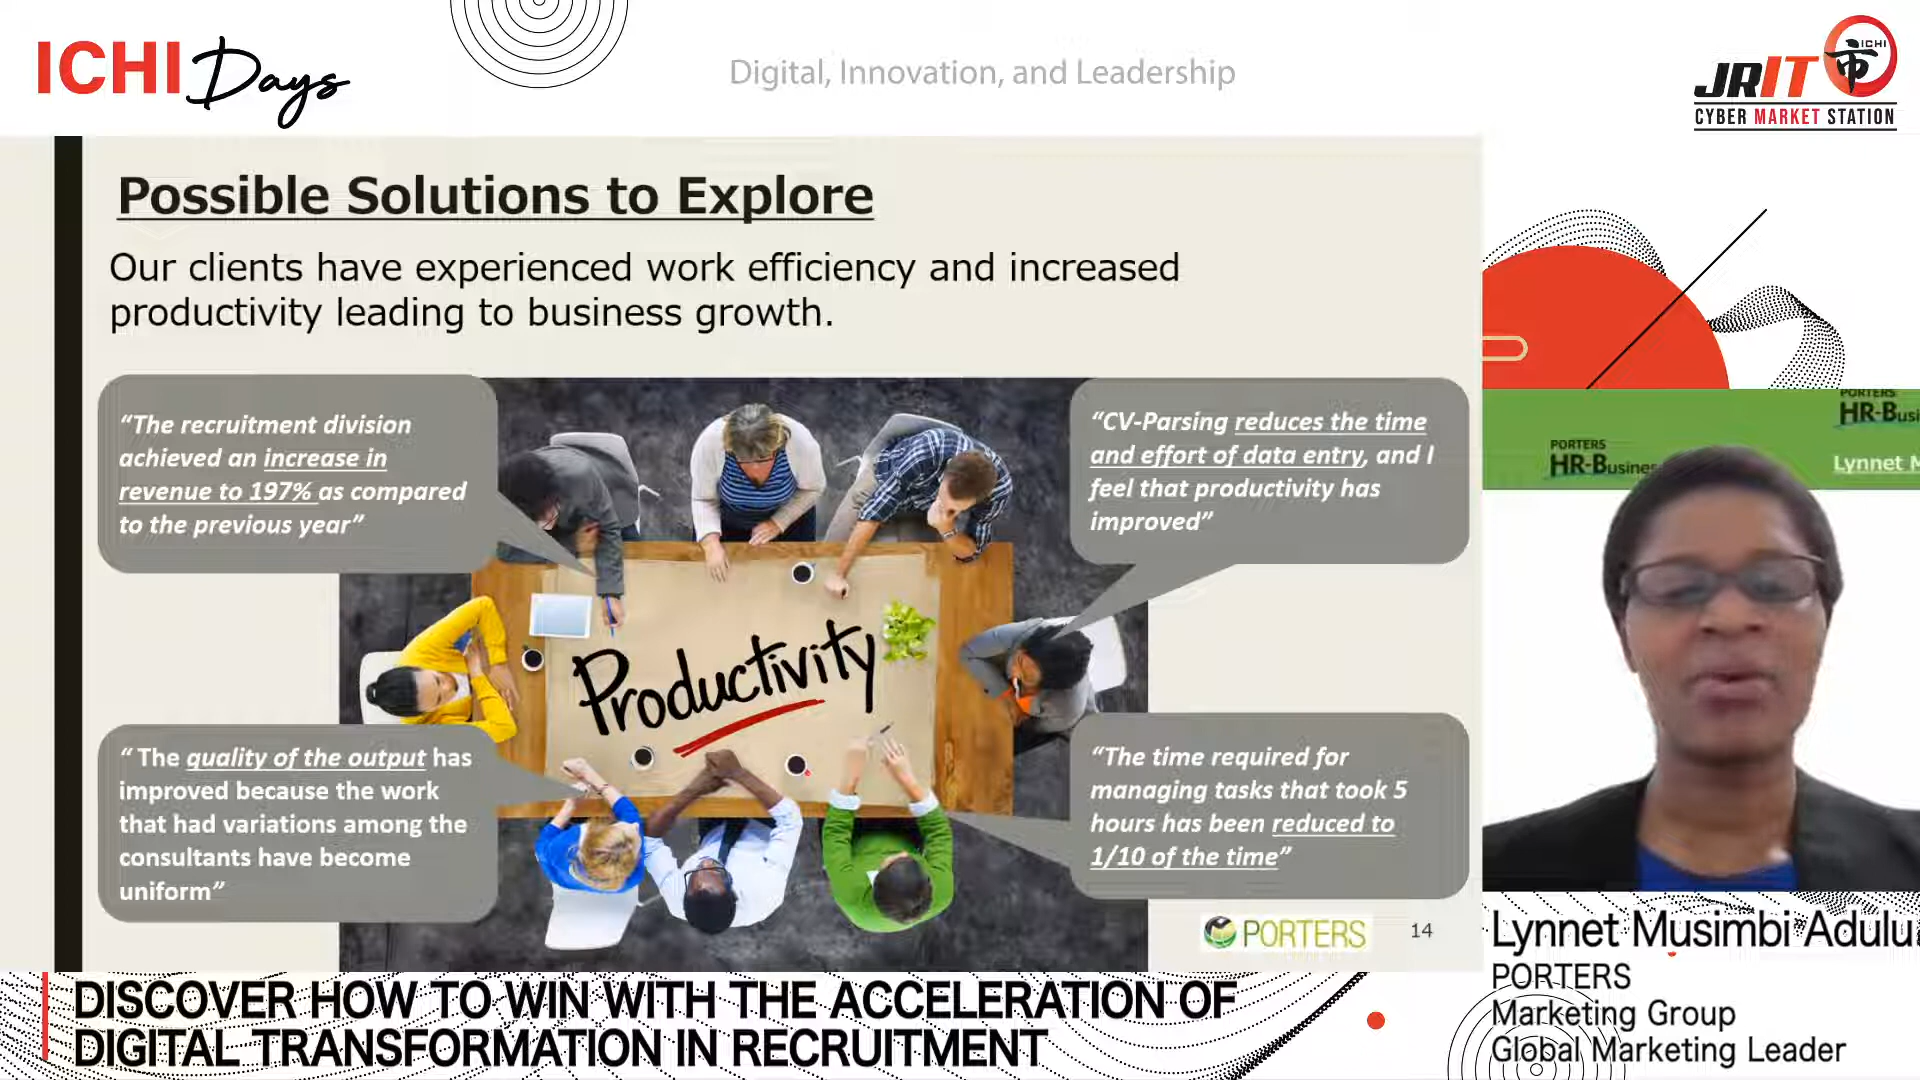 ICHI Days
Digital, Innovation, and Leadership
ICHI
市
JRIT
CYBER MARKET STATION
Possible Solutions to Explore
Our clients have experienced work efficiency and increased
productivity leading to business growth.
“The recruitment division
achieved an increase in
revenue to 197% as compared
to the previous year”
“CV-Parsing reduces the time
and effort of data entry, and I
feel that productivity has
improved”
Productivity
“ The quality of the output has
improved because the work
that had variations among the
consultants have become
uniform”
“The time required for
managing tasks that took 5
hours has been reduced to
1/10 of the time”
PORTERS
14
PORTERS
HR-Busi
PORTERS
HR-Busines
Lynnet M
Lynnet Musimbi Adulu
PORTERS
Marketing Group
Global Marketing Leader
DISCOVER HOW TO WIN WITH THE ACCELERATION OF
DIGITAL TRANSFORMATION IN RECRUITMENT